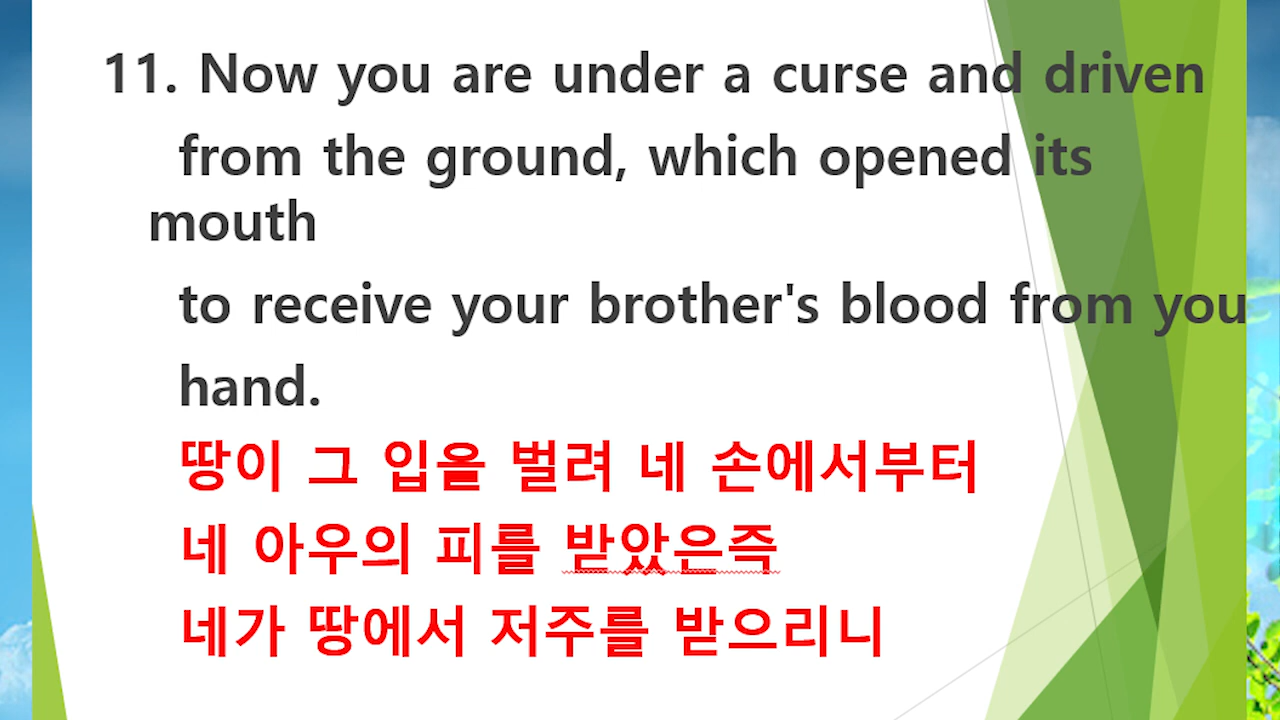 11. Now you are under a curse and driven
from the ground, which opened its
mouth
to receive your brother's blood from you
hand.
땅이 그 입을 벌려 네 손에서부터
네 아우의 피를 받았은즉
네가 땅에서 저주를 받으리니